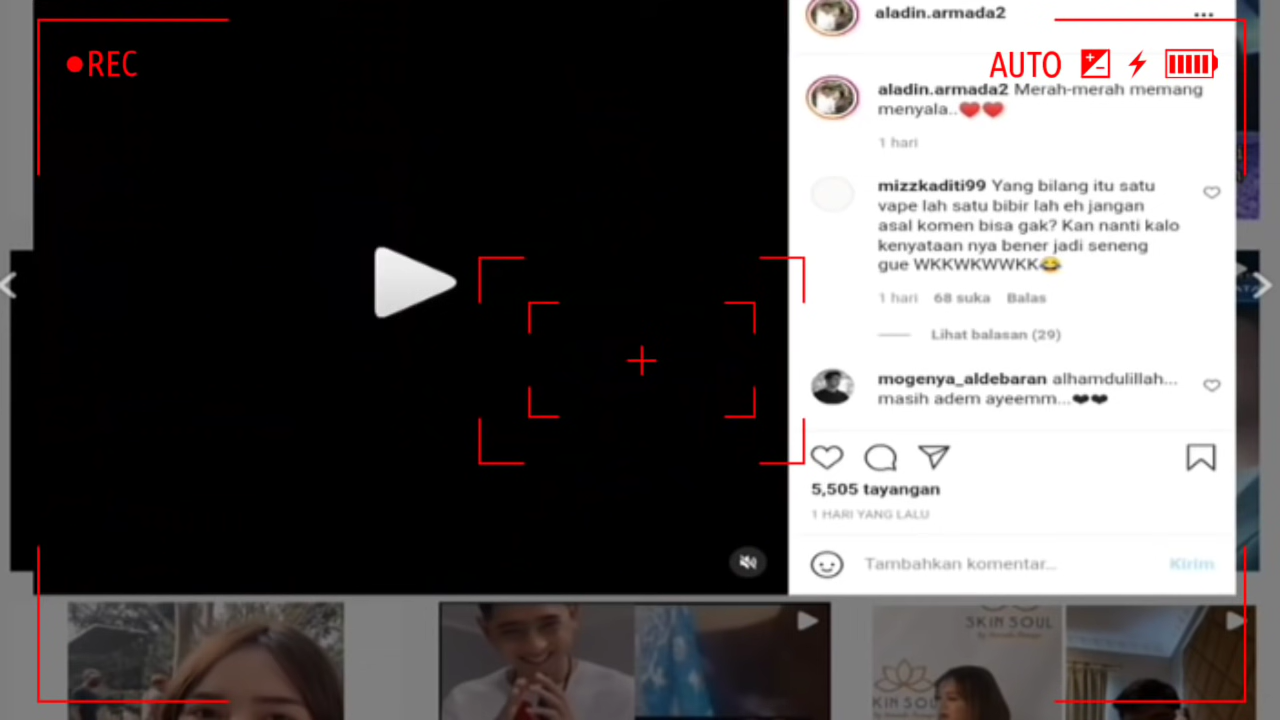 aladin.armada2
REC
AUTO
aladin.armada2 Merah-merah memang
menyala..❤️❤️
1 hari
mizzkaditi99 Yang bilang itu satu
vape lah satu bibir lah eh jangan
asal komen bisa gak? Kan nanti kalo
kenyataan nya bener jadi seneng
gue WKKWKWWKK😂
1 hari 68 suka Balas
Lihat balasan (29)
mogenya_aldebaran alhamdulillah...
masih adem ayeemm...❤❤
5,505 tayangan
1 HARI YANG LALU
Tambahkan komentar... Kirim
SKIN SOUL
KIN SOU